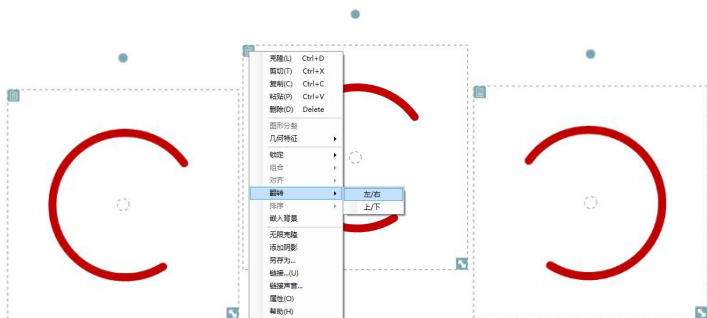 克隆(L) Ctrl+D
剪切(T) Ctrl+X
复制(C) Ctrl+C
粘贴(P) Ctrl+V
删除(D) Delete
图形分裂
几何特征
锁定
组合
对齐
翻转
左/右
排序
上/下
嵌入背景
无限克隆
添加阴影
另存为...
链接...(U)
链接声音...
属性(O)
帮助(H)